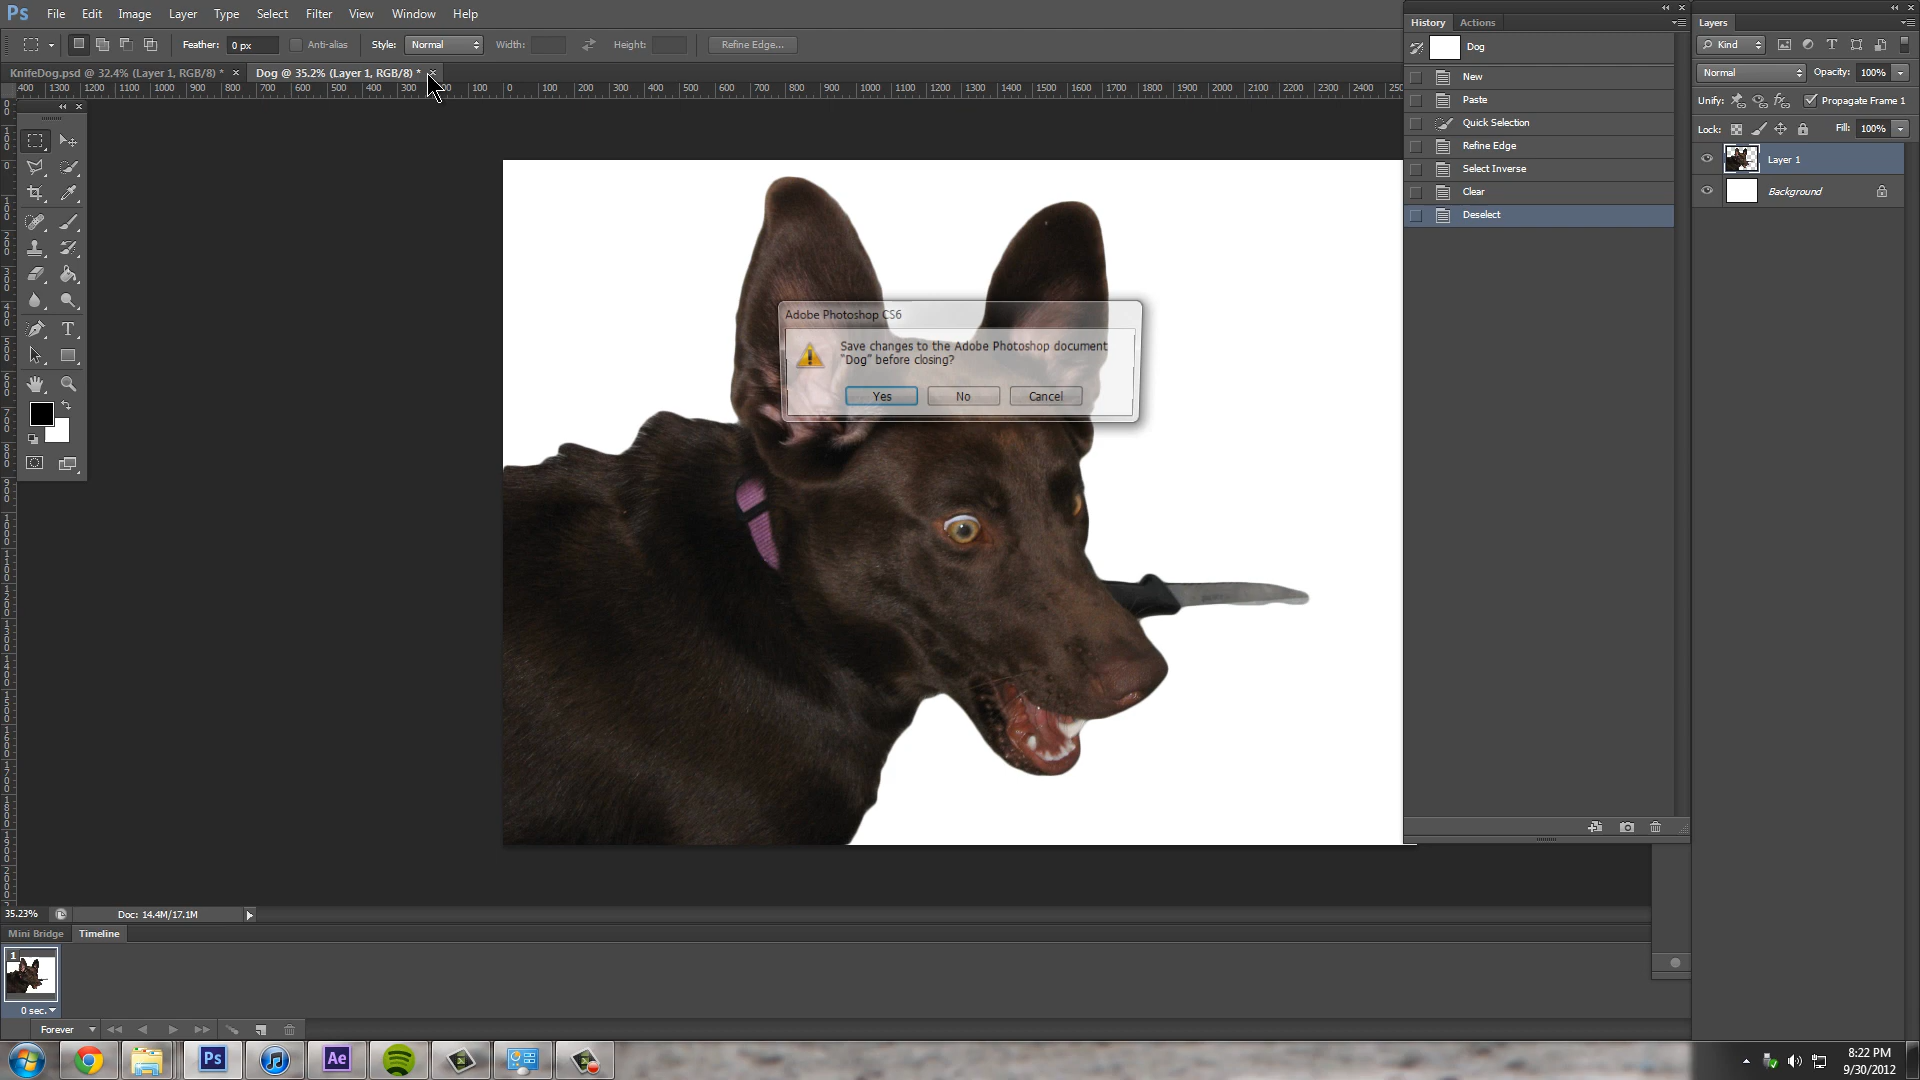 Ps File Edit Image Layer Type Select Filter View Window Help
Feather: 0 px Anti-alias Style: Normal Width: Height: Refine Edge...
KnifeDog.psd @ 32.4% (Layer 1, RGB/8) * × Dog @ 35.2% (Layer 1, RGB/8) * ×
400 1300 1200 1100 1000 900 800 700 600 500 400 300 200 100 0 100 200 300 400 500 600 700 800 900 1000 1100 1200 1300 1400 1500 1600 1700 1800 1900 2000 2100 2200 2300 2400
History Actions
Dog
New
Paste
Quick Selection
Refine Edge
Select Inverse
Clear
Deselect
Layers
Kind
Normal Opacity: 100%
Unify: Propagate Frame 1
Lock: Fill: 100%
Layer 1
Background
Adobe Photoshop CS6
Save changes to the Adobe Photoshop document
“Dog” before closing?
Yes No Cancel
35.23% Doc: 14.4M/17.1M
Mini Bridge Timeline
1
0 sec.
Forever
Ps Ae
8:22 PM
9/30/2012